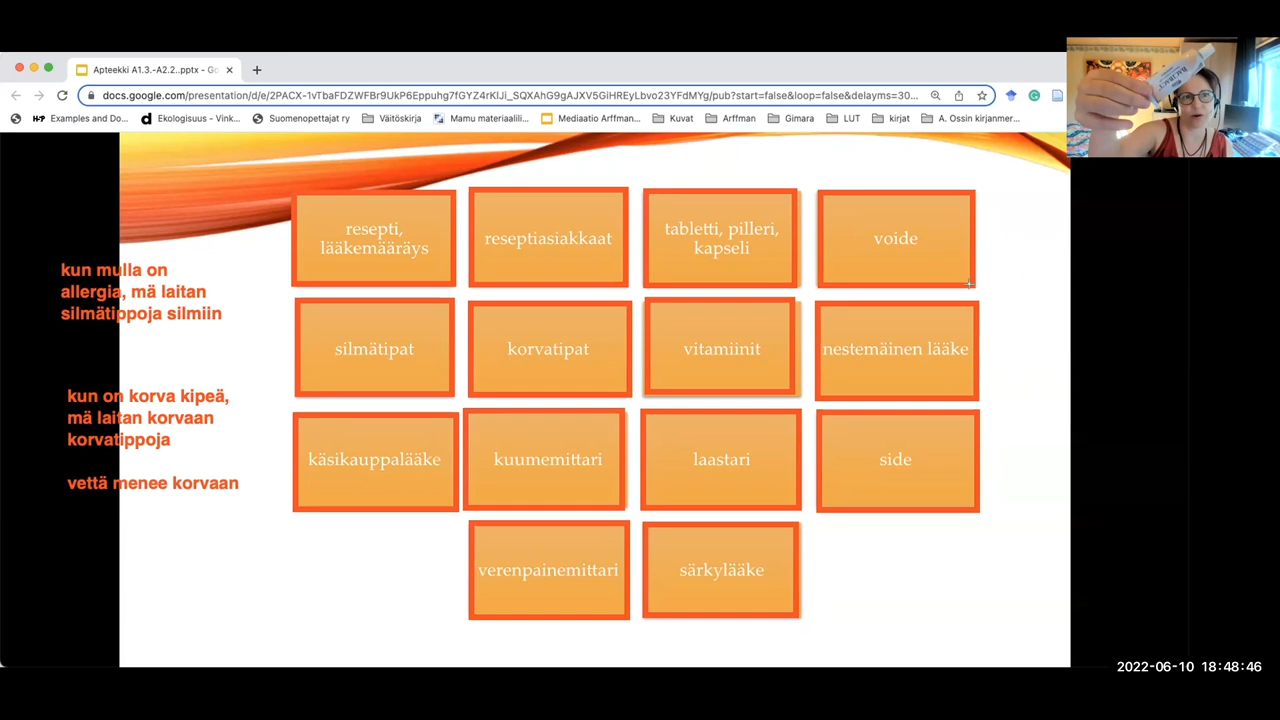 Apteekki A1.3.-A2.2..pptx - Go
docs.google.com/presentation/d/e/2PACX-1vTbaFDZWFBr9UkP6Eppuhg7fGYZ4rKIJi_SQXAhG9gAJXV5GiHREyLbvo23YFdMYg/pub?start=false&loop=false&delayms=30...
Examples and Do...
Ekologisuus - Vink...
Suomenopettajat ry
Väitöskirja
Mamu materiaalili...
Mediaatio Arffman...
Kuvat
Arffman
Gimara
LUT
kirjat
A. Ossin kirjanmer...
resepti,
lääkemääräys
reseptiasiakkaat
tabletti, pilleri,
kapseli
voide
kun mulla on
allergia, mä laitan
silmätippoja silmiin
silmätipat
korvatipat
vitamiinit
nestemäinen lääke
kun on korva kipeä,
mä laitan korvaan
korvatippoja
vettä menee korvaan
käsikauppalääke
kuumemittari
laastari
side
verenpainemittari
särkylääke
2022-06-10 18:48:46